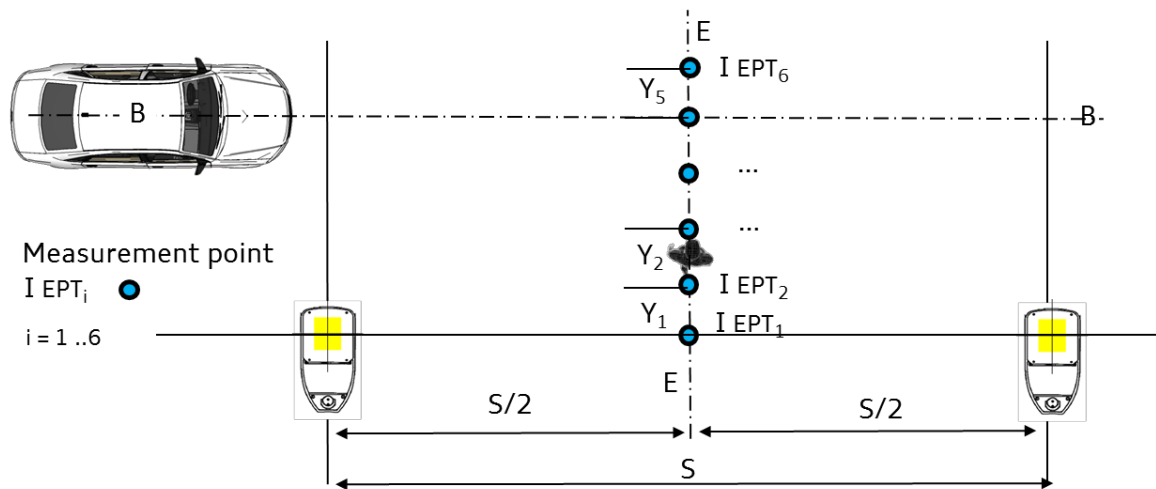 E
I EPT₆
Y₅
B
B
...
...
Measurement point
Y₂
I EPTᵢ
I EPT₂
Y₁
I EPT₁
i = 1 ..6
E
S/2
S/2
S